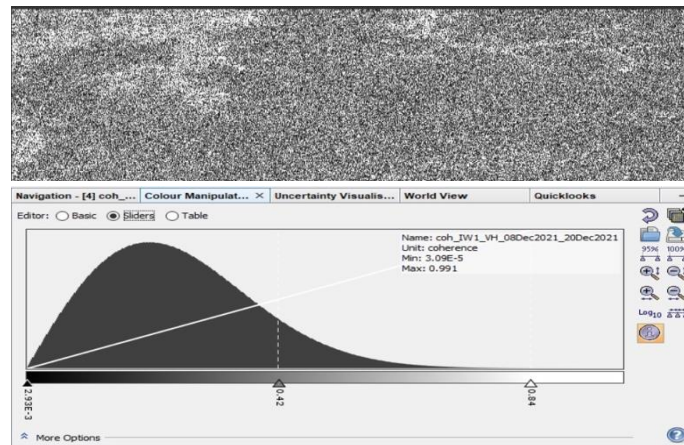 Navigation - [4] coh_... Colour Manipulat... × Uncertainty Visualis... World View Quicklooks
Editor: Basic Sliders Table
Name: coh_IW1_VH_08Dec2021_20Dec2021
Unit: coherence
Min: 3.09E-5
Max: 0.991
95% 100%
Log10
2.93E-3 0.42 0.84
More Options